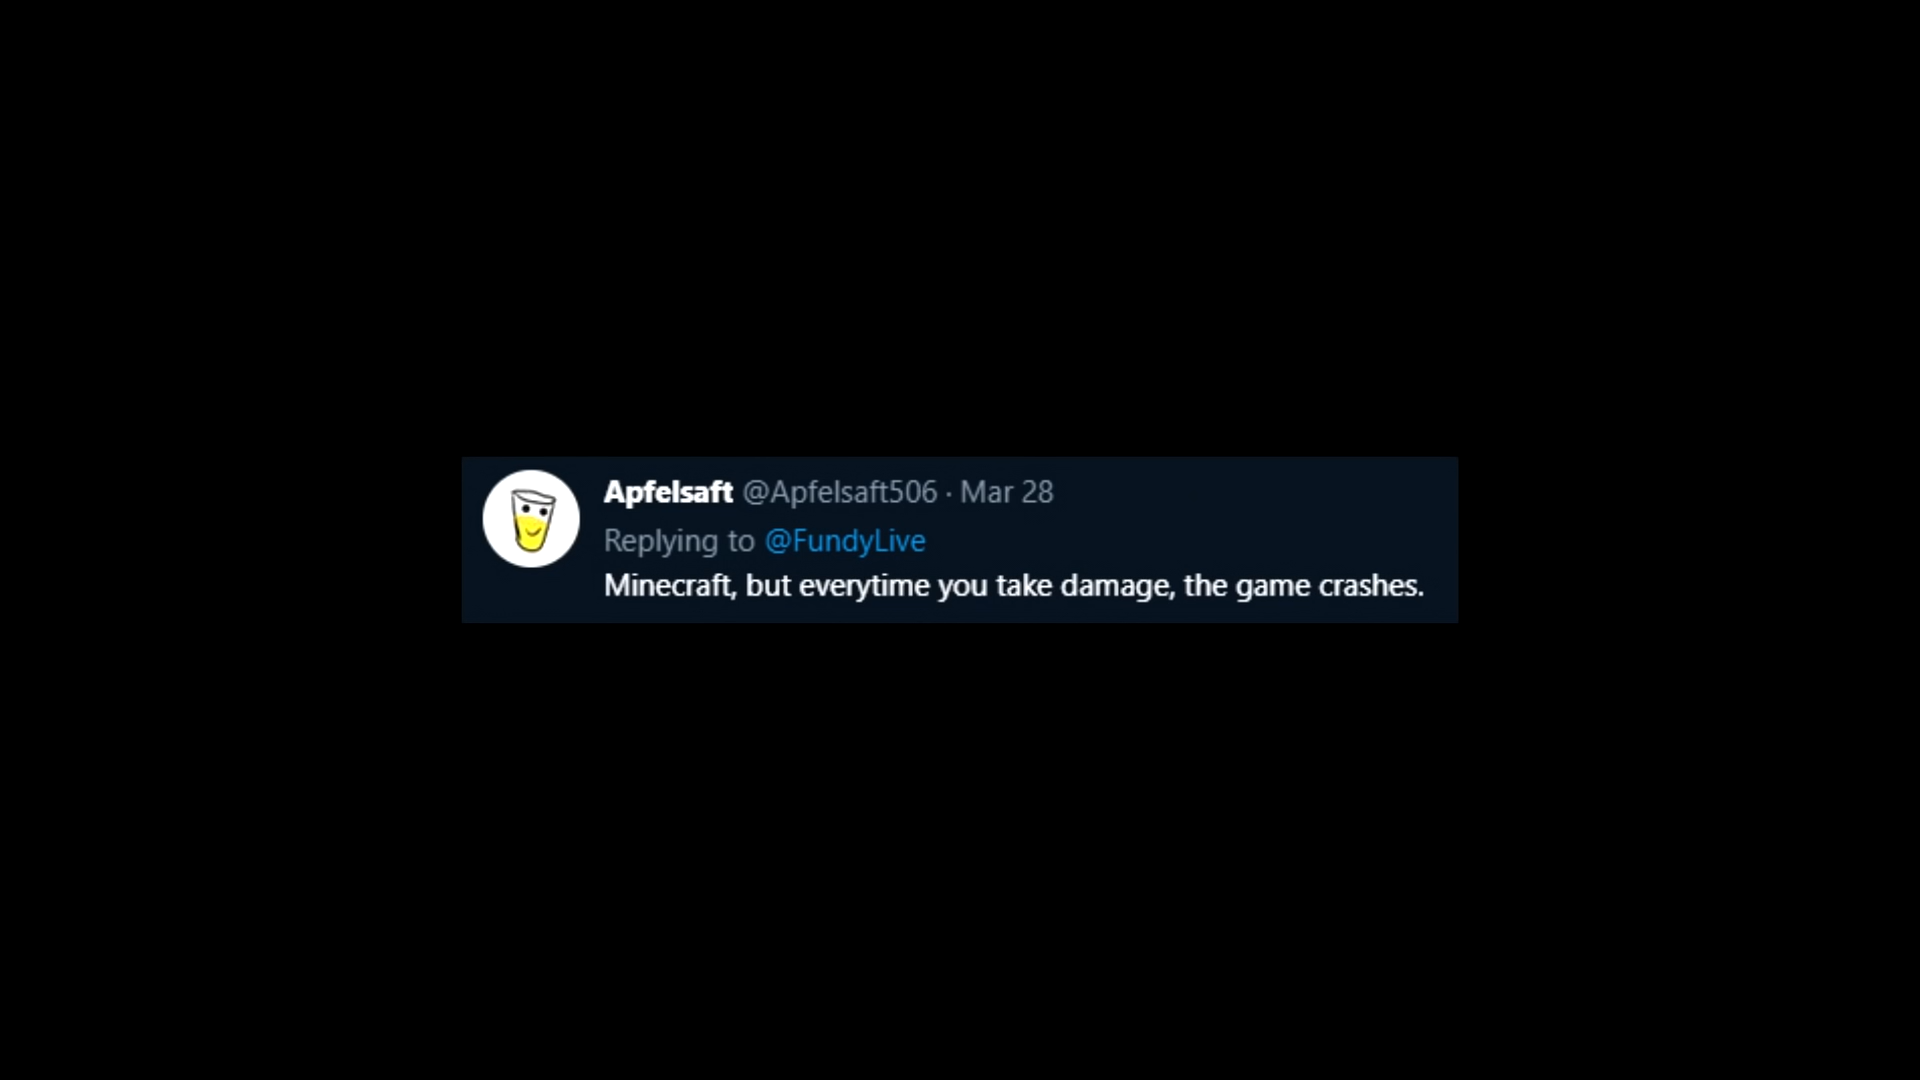 Apfelsaft @Apfelsaft506 · Mar 28
Replying to @FundyLive
Minecraft, but everytime you take damage, the game crashes.